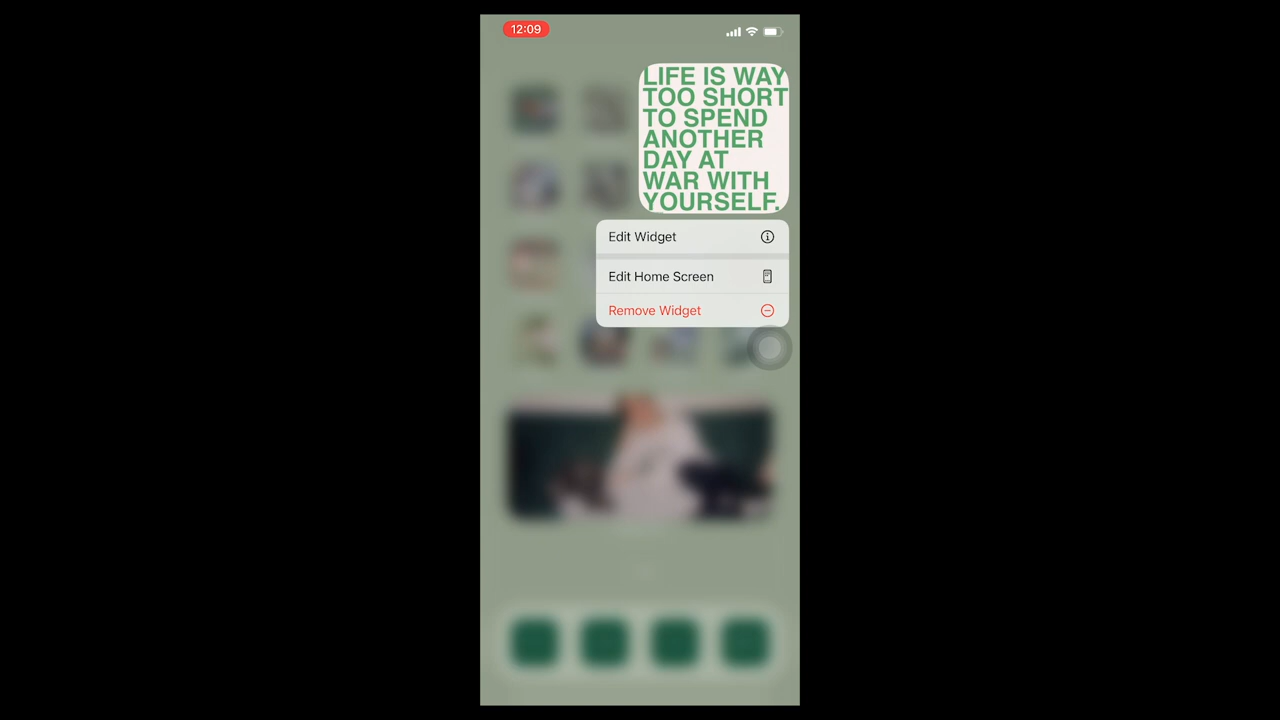 12:09
LIFE IS WAY
TOO SHORT
TO SPEND
ANOTHER
DAY AT
WAR WITH
YOURSELF.
Edit Widget
Edit Home Screen
Remove Widget